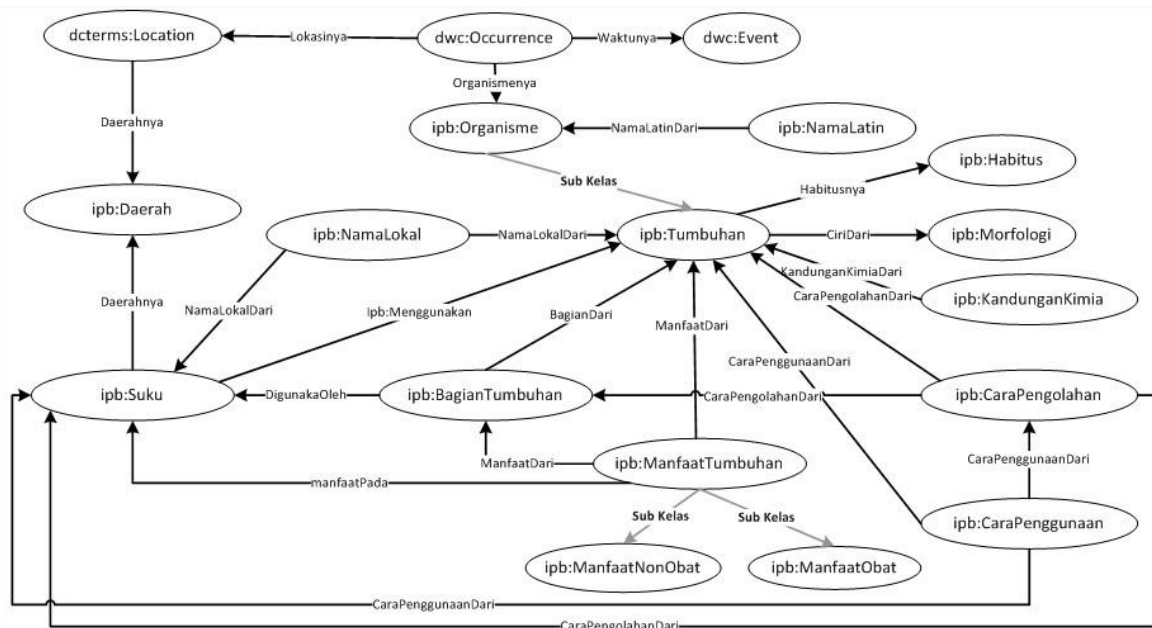 dcterms:Location
Lokasinya
dwc:Occurrence
Waktunya
dwc:Event
Organismenya
Daerahnya
ipb:Organisme
NamaLatinDari
ipb:NamaLatin
ipb:Habitus
Sub Kelas
Habitusnya
ipb:Daerah
ipb:NamaLokal
NamaLokalDari
ipb:Tumbuhan
CiriDari
ipb:Morfologi
KandunganKimiaDari
Daerahnya
CaraPengolahanDari
ipb:KandunganKimia
NamaLokalDari
Ipb:Menggunakan
BagianDari
ManfaatDari
CaraPenggunaanDari
ipb:Suku
DigunakaOleh
ipb:BagianTumbuhan
CaraPengolahanDari
ipb:CaraPengolahan
ManfaatDari
ipb:ManfaatTumbuhan
CaraPenggunaanDari
manfaatPada
Sub Kelas
Sub Kelas
ipb:CaraPenggunaan
ipb:ManfaatNonObat
ipb:ManfaatObat
CaraPenggunaanDari
CaraPengolahanDari